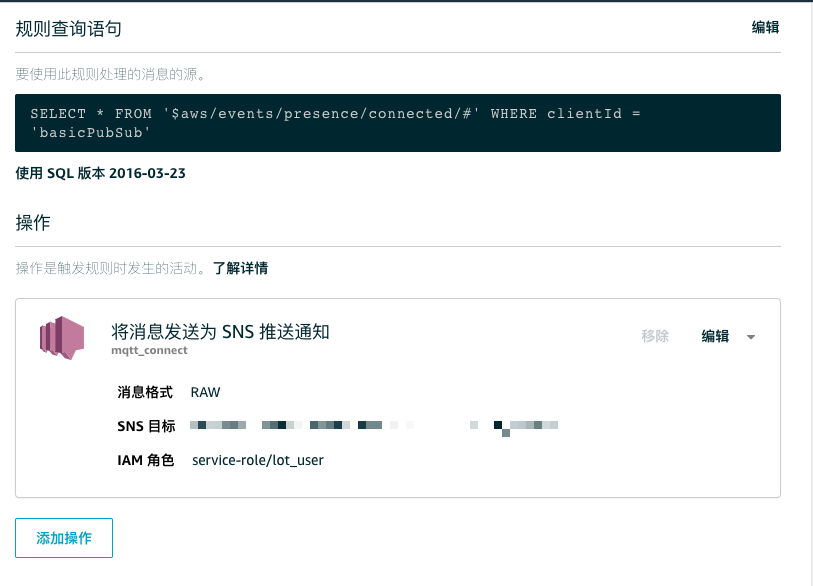 规则查询语句
编辑
要使用此规则处理的消息的源。
SELECT * FROM '$aws/events/presence/connected/#' WHERE clientId =
'basicPubSub'
使用 SQL 版本 2016-03-23
操作
操作是触发规则时发生的活动。了解详情
将消息发送为 SNS 推送通知
mqtt_connect
移除
编辑
消息格式 RAW
SNS 目标
IAM 角色 service-role/lot_user
添加操作